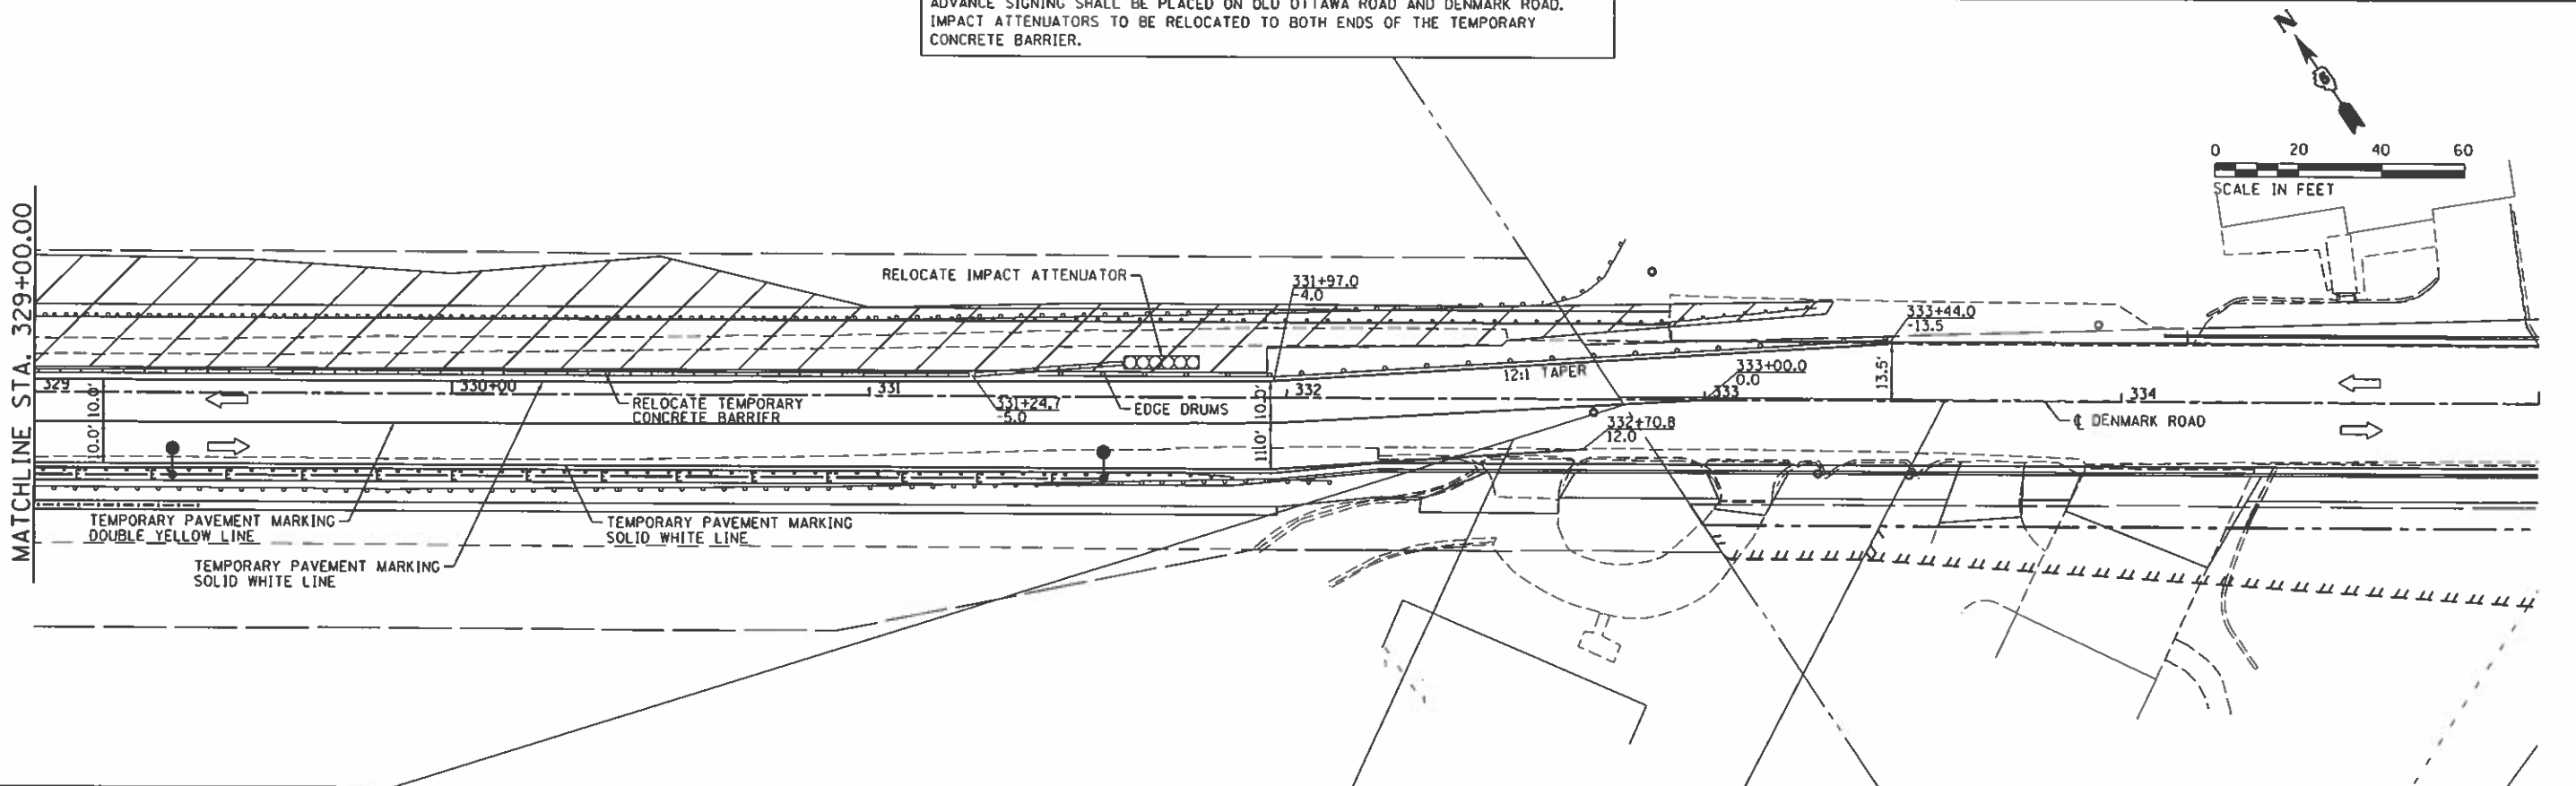 ADVANCE SIGNING SHALL BE PLACED ON OLD OTTAWA ROAD AND DENMARK ROAD.
IMPACT ATTENUATORS TO BE RELOCATED TO BOTH ENDS OF THE TEMPORARY
CONCRETE BARRIER.
N
0 20 40 60
SCALE IN FEET
MATCHLINE STA. 329+00.00
RELOCATE IMPACT ATTENUATOR
331+97.0
-4.0
333+44.0
-13.5
333+00.0
0.0
12:1 TAPER
13.5'
329
330+00
331
332
333
334
10.0'
10.0'
RELOCATE TEMPORARY
CONCRETE BARRIER
331+24.7
-5.0
EDGE DRUMS
10.0'
11.0'
332+70.8
12.0
DENMARK ROAD
E E E E E E E E E E E E E E
TEMPORARY PAVEMENT MARKING
DOUBLE YELLOW LINE
TEMPORARY PAVEMENT MARKING
SOLID WHITE LINE
TEMPORARY PAVEMENT MARKING
SOLID WHITE LINE